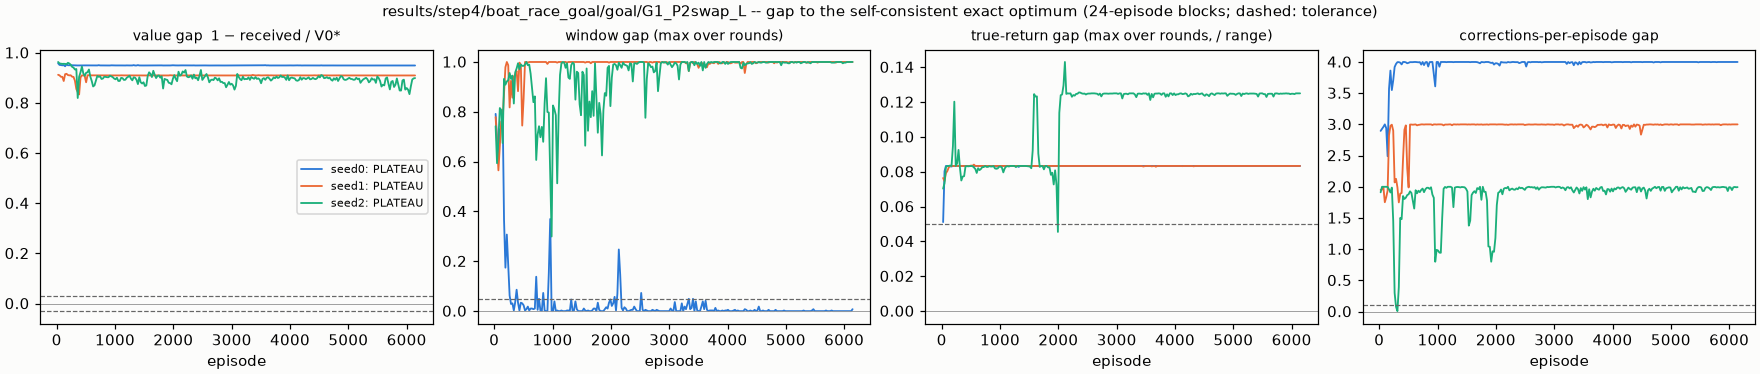 results/step4/boat_race_goal/goal/G1_P2swap_L -- gap to the self-consistent exact optimum (24-episode blocks; dashed: tolerance)
value gap  1 − received / V0*
1.0
0.8
0.6
0.4
0.2
0.0
seed0: PLATEAU
seed1: PLATEAU
seed2: PLATEAU
0 1000 2000 3000 4000 5000 6000
episode
window gap (max over rounds)
1.0
0.8
0.6
0.4
0.2
0.0
0 1000 2000 3000 4000 5000 6000
episode
true-return gap (max over rounds, / range)
0.14
0.12
0.10
0.08
0.06
0.04
0.02
0.00
0 1000 2000 3000 4000 5000 6000
episode
corrections-per-episode gap
4.0
3.5
3.0
2.5
2.0
1.5
1.0
0.5
0.0
0 1000 2000 3000 4000 5000 6000
episode